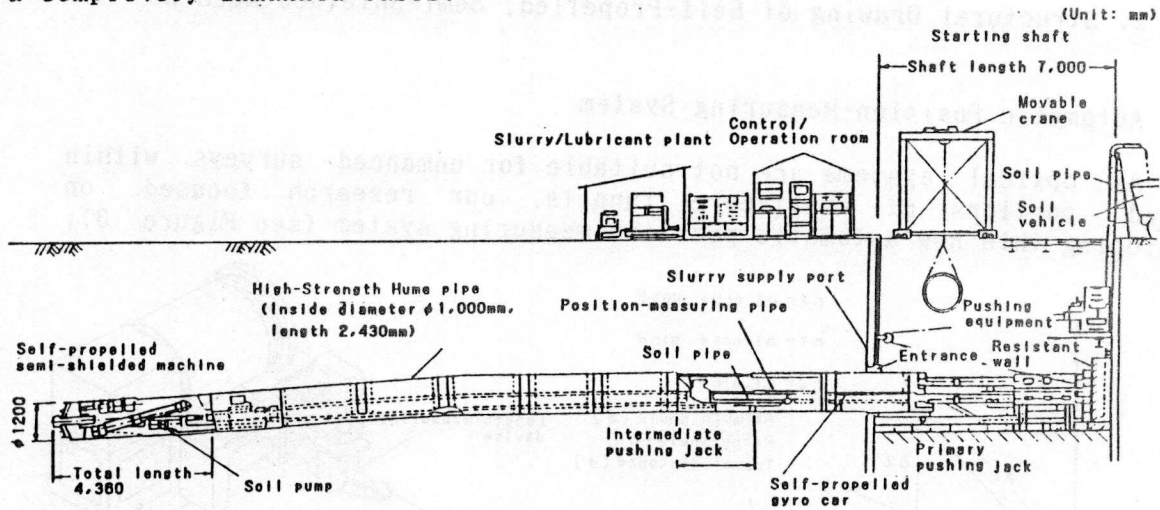 (Unit: mm)
Starting shaft
Shaft length 7,000
Movable
crane
Slurry/Lubricant plant
Control/
Operation room
Soil pipe
Soil
vehicle
Slurry supply port
High-Strength Hume pipe
(Inside diameter φ1,000mm,
length 2,430mm)
Position-measuring pipe
Pushing
equipment
Self-propelled
semi-shielded machine
Soil pipe
Entrance
Resistant
wall
φ1200
Intermediate
pushing jack
Primary
pushing jack
Total length
4,360
Soil pump
Self-propelled
gyro car